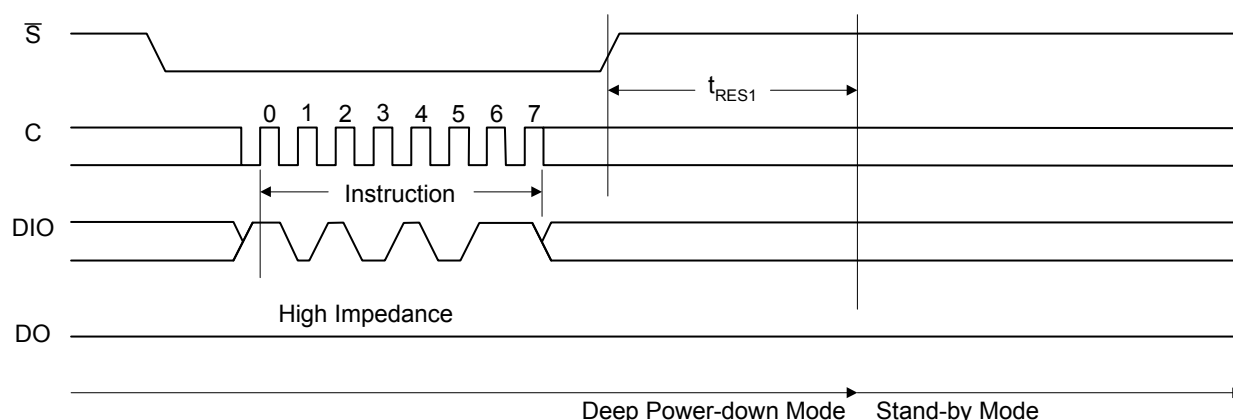 S̅
t_RES1
0 1 2 3 4 5 6 7
C
Instruction
DIO
High Impedance
DO
Deep Power-down Mode Stand-by Mode